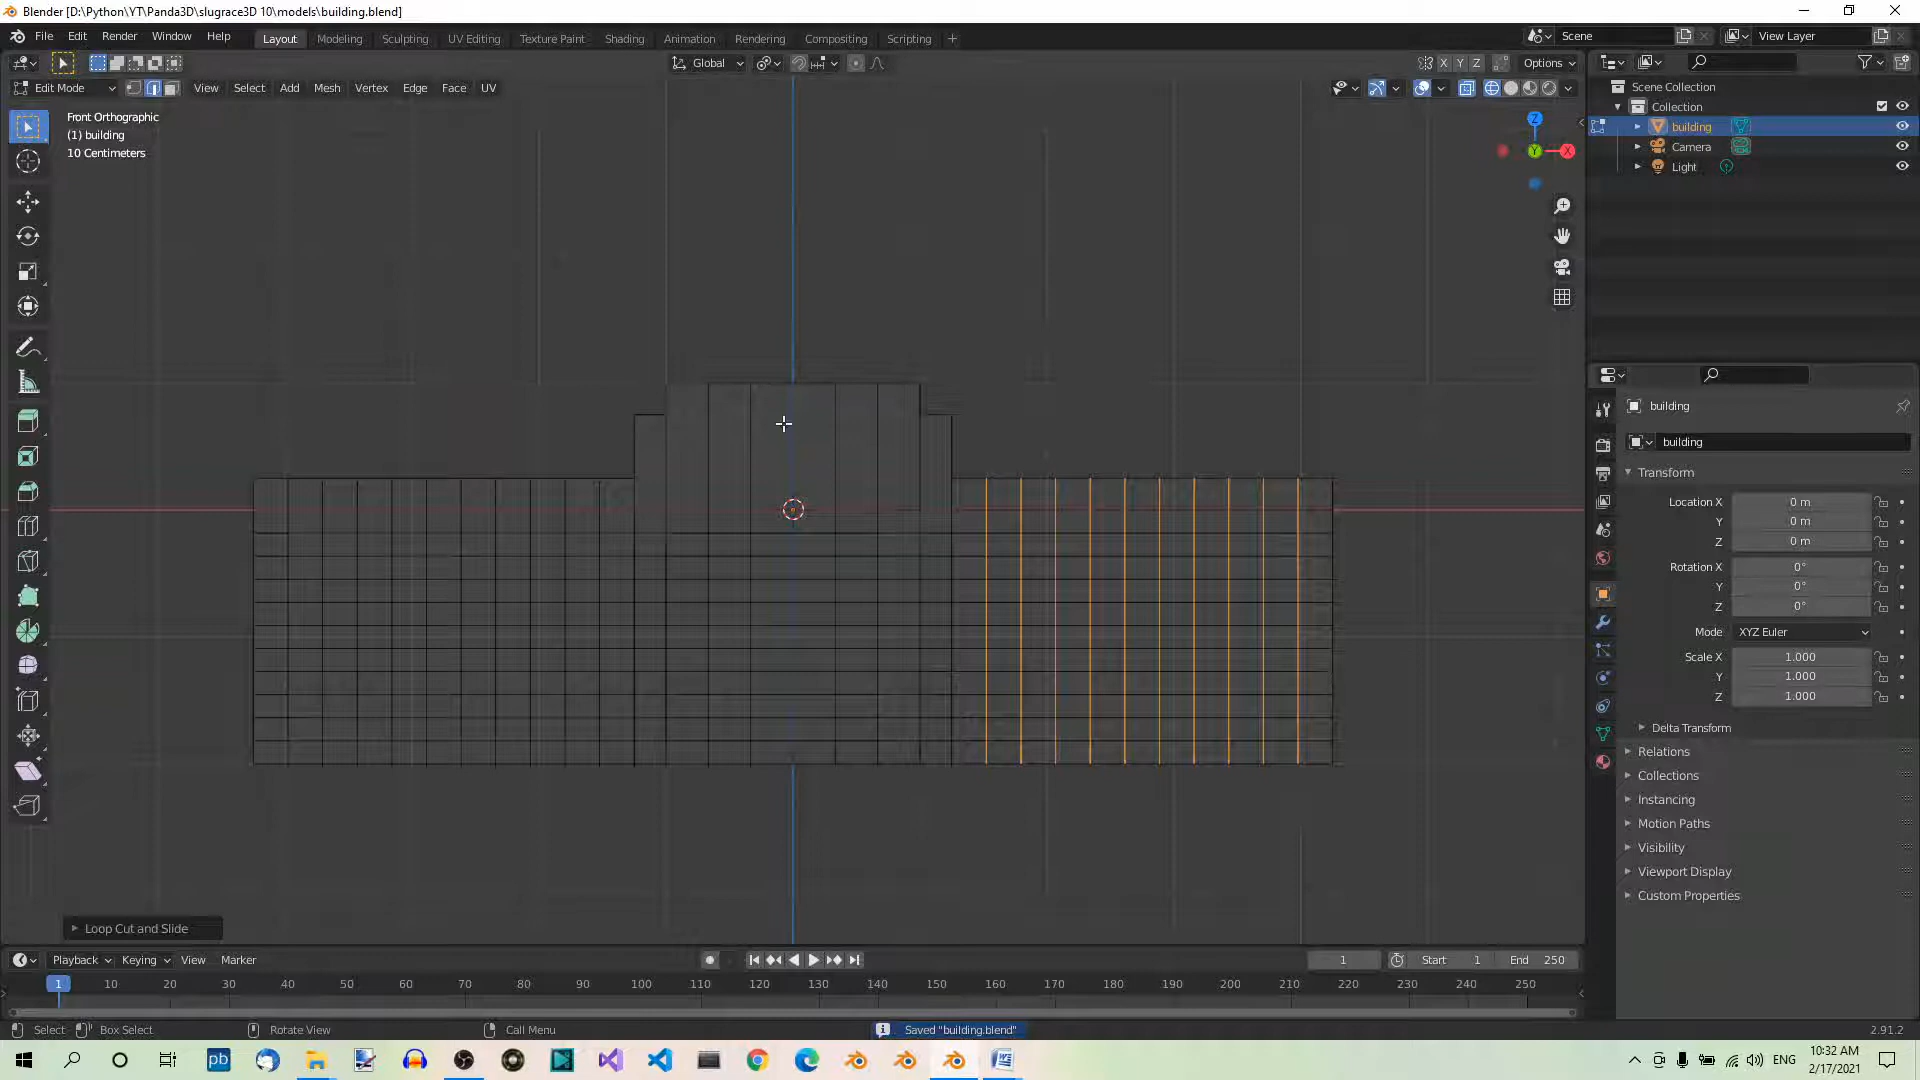 Blender [D:\Python\YT\Panda3D\slugrace3D 10\models\building.blend]
File Edit Render Window Help Layout Modeling Sculpting UV Editing Texture Paint Shading Animation Rendering Compositing Scripting + Scene View Layer
Global X Y Z Options
Edit Mode View Select Add Mesh Vertex Edge Face UV
Front Orthographic
(1) building
10 Centimeters
Z
Y
X
Scene Collection
Collection
building
Camera
Light
building
building
Transform
Location X 0 m
Y 0 m
Z 0 m
Rotation X 0°
Y 0°
Z 0°
Mode XYZ Euler
Scale X 1.000
Y 1.000
Z 1.000
Delta Transform
Relations
Collections
Instancing
Motion Paths
Visibility
Viewport Display
Custom Properties
Loop Cut and Slide
Playback Keying View Marker 1 Start 1 End 250
1 10 20 30 40 50 60 70 80 90 100 110 120 130 140 150 160 170 180 190 200 210 220 230 240 250
Select Box Select Rotate View Call Menu Saved "building.blend" 2.91.2
pb ENG 10:32 AM
2/17/2021